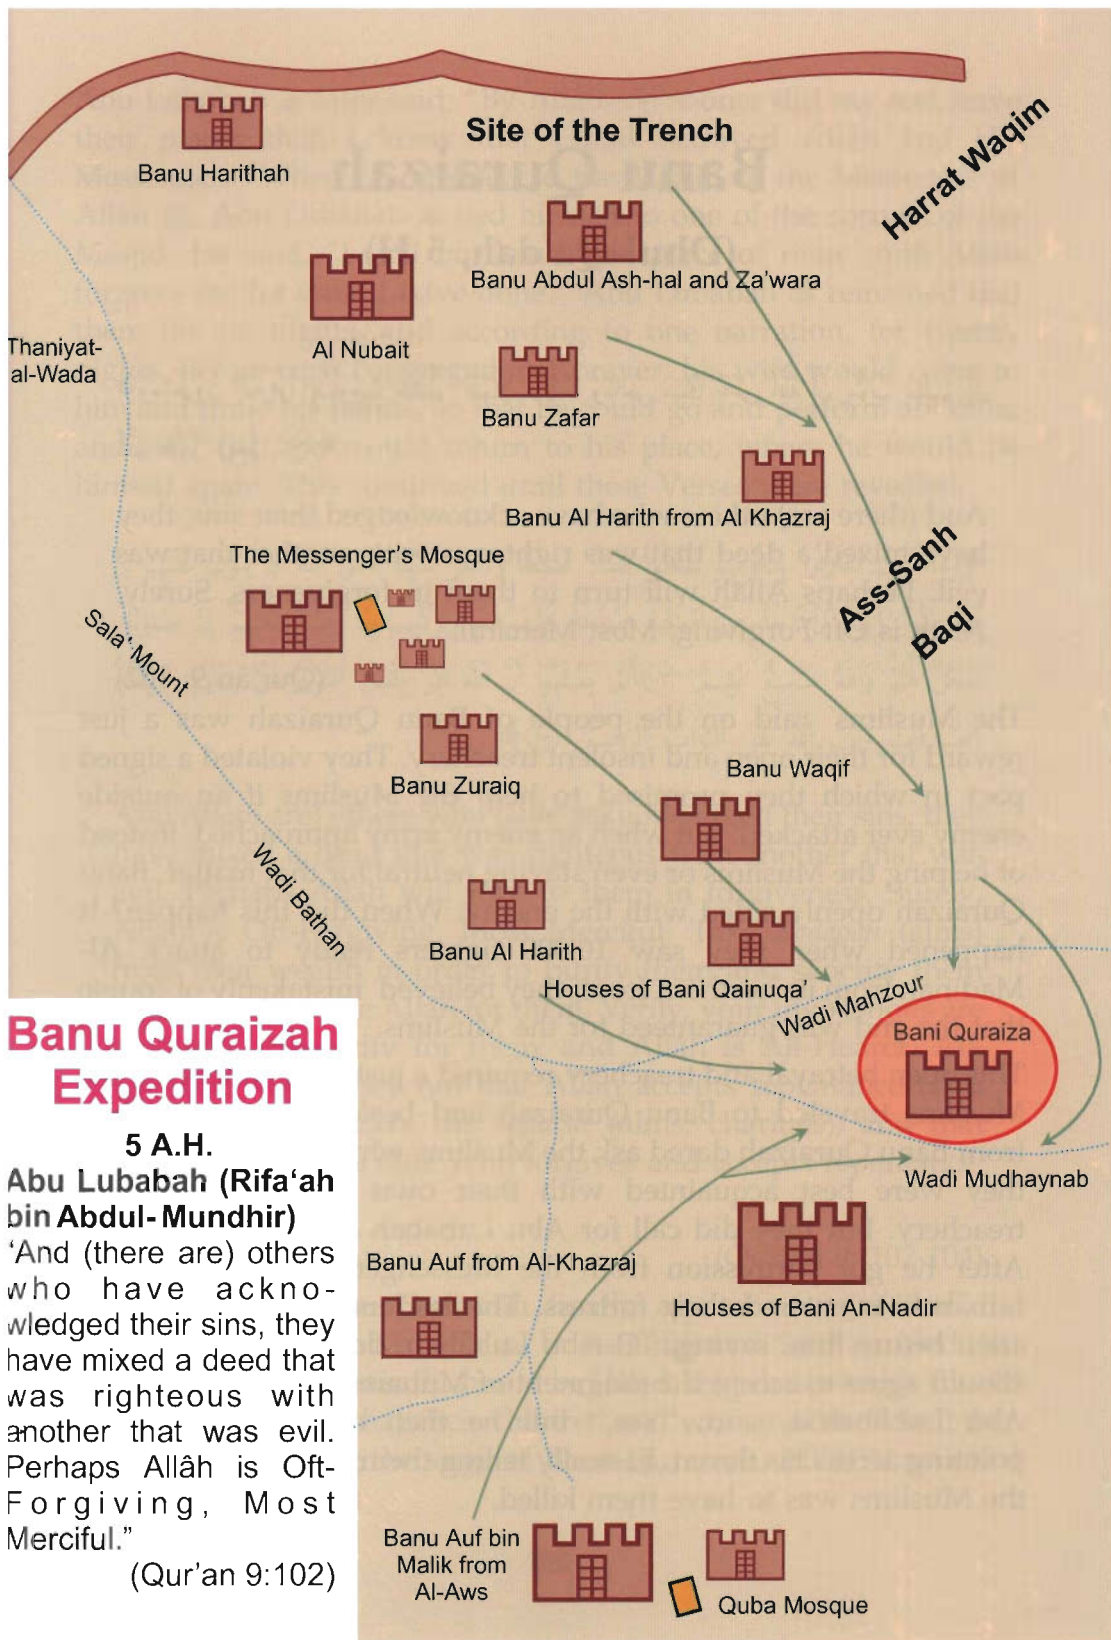 Site of the Trench
Harrat Waqim
Banu Harithah
Banu Abdul Ash-hal and Za'wara
Al Nubait
Thaniyat-
al-Wada
Banu Zafar
Banu Al Harith from Al Khazraj
The Messenger's Mosque
Ass-Sanh
Baqi
Sala' Mount
Banu Zuraiq
Banu Waqif
Wadi Bathan
Banu Al Harith
Houses of Bani Qainuqa'
Wadi Mahzour
Bani Quraiza
Wadi Mudhaynab
Banu Auf from Al-Khazraj
Houses of Bani An-Nadir
Banu Auf bin
Malik from
Al-Aws
Quba Mosque
Banu Quraizah
Expedition
5 A.H.
Abu Lubabah (Rifa‘ah
bin Abdul-Mundhir)
‘And (there are) others
who have ackno-
wledged their sins, they
have mixed a deed that
was righteous with
another that was evil.
Perhaps Allâh is Oft-
Forgiving, Most
Merciful.”
(Qur’an 9:102)